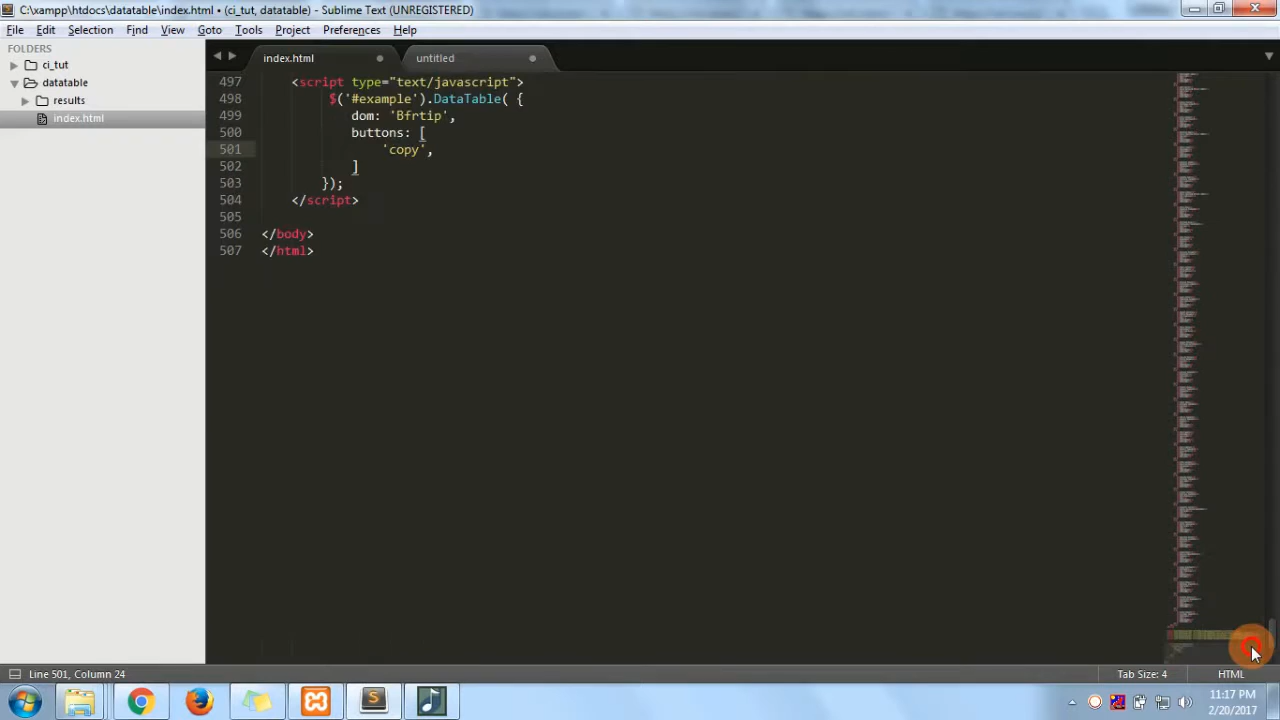 C:\xampp\htdocs\datatable\index.html • (ci_tut, datatable) - Sublime Text (UNREGISTERED)
File Edit Selection Find View Goto Tools Project Preferences Help
FOLDERS
ci_tut
datatable
results
index.html
index.html untitled
497 <script type="text/javascript">
498 $('#example').DataTable( {
499 dom: 'Bfrtip',
500 buttons: [
501 'copy',
502 ]
503 });
504 </script>
505
506 </body>
507 </html>
Line 501, Column 24 Tab Size: 4 HTML
11:17 PM
2/20/2017